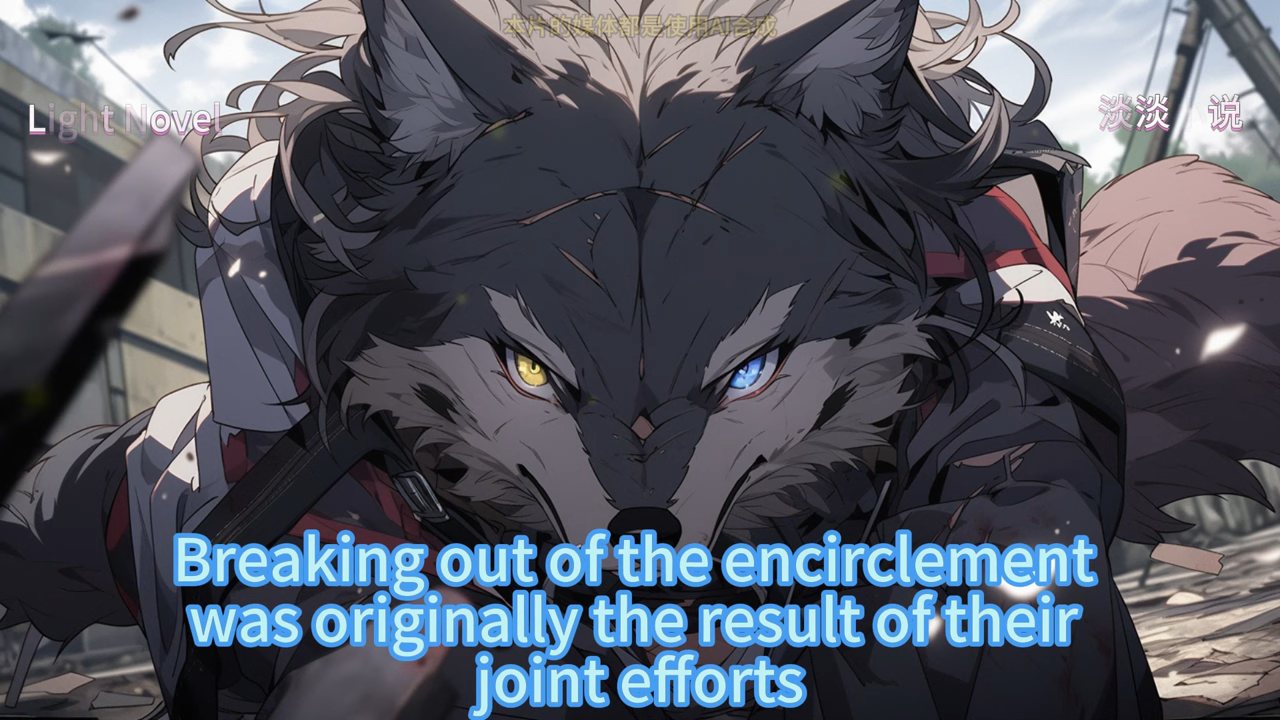 本片的媒体都是使用AI合成
Light Novel
淡淡 说
Breaking out of the encirclement
was originally the result of their
joint efforts